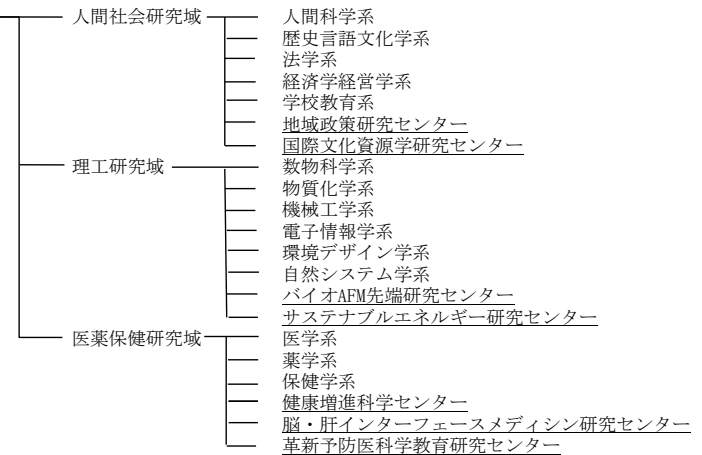 人間社会研究域 人間科学系
歴史言語文化学系
法学系
経済学経営学系
学校教育系
地域政策研究センター
国際文化資源学研究センター
理工研究域 数物科学系
物質化学系
機械工学系
電子情報学系
環境デザイン学系
自然システム学系
バイオAFM先端研究センター
サステナブルエネルギー研究センター
医薬保健研究域 医学系
薬学系
保健学系
健康増進科学センター
脳・肝インターフェースメディシン研究センター
革新予防医科学教育研究センター